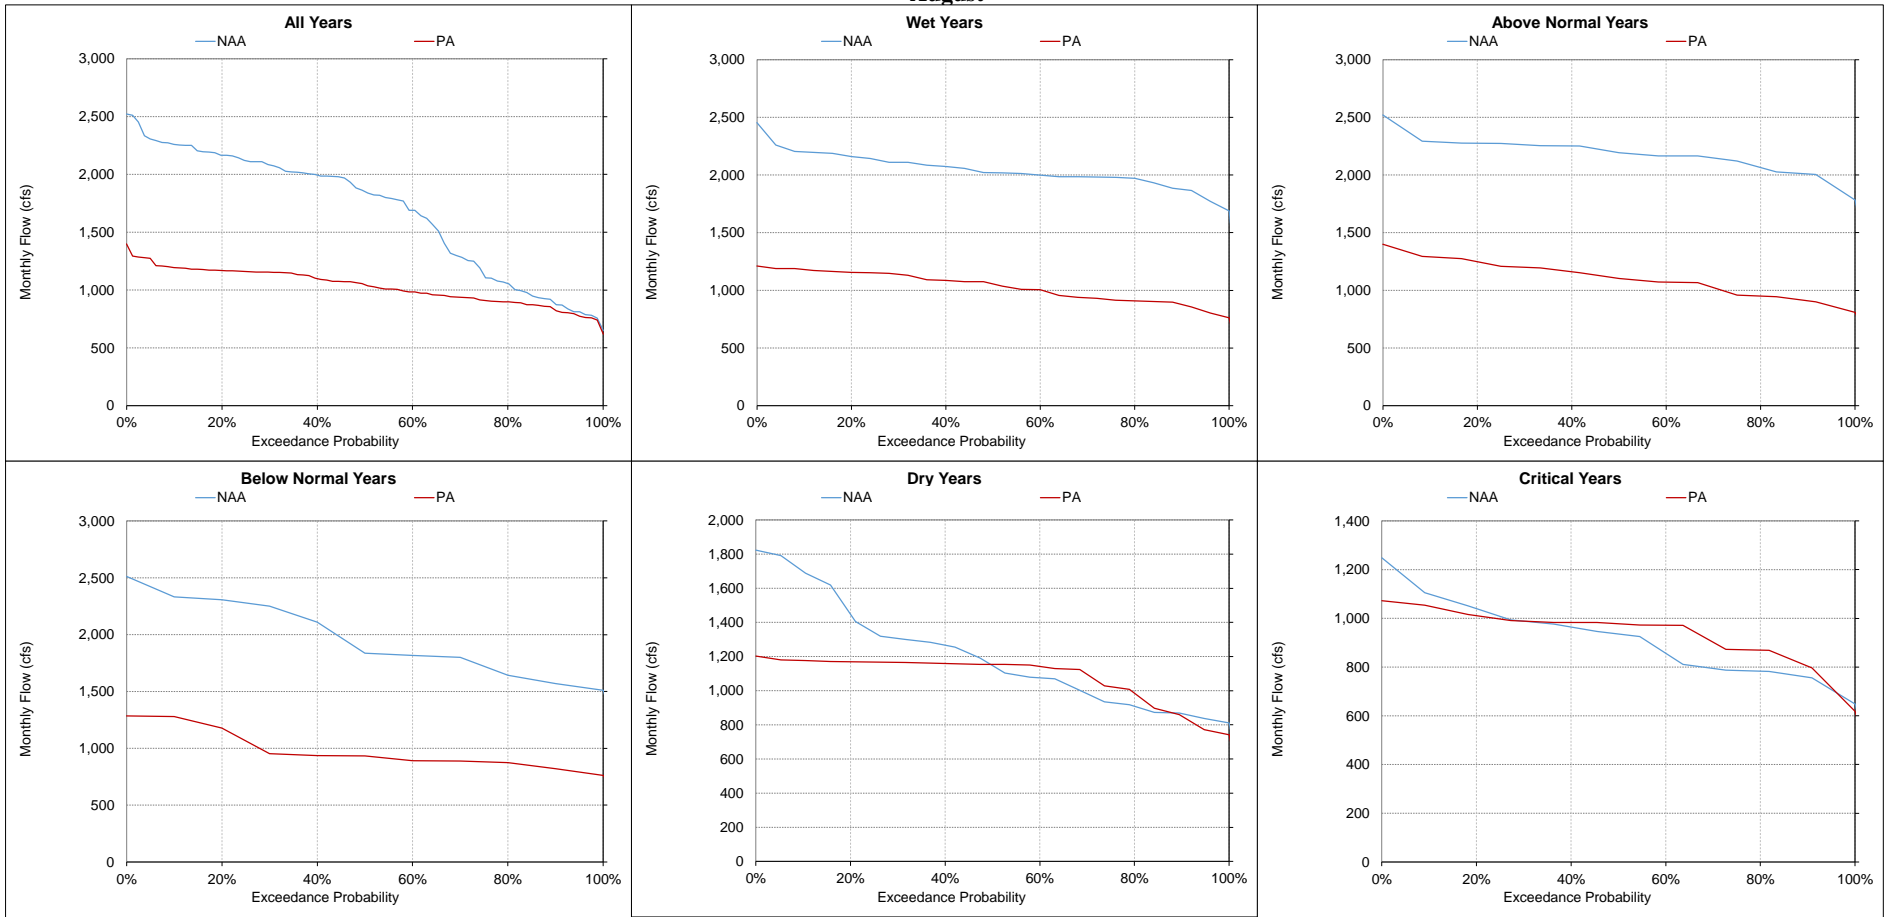 August
All Years
NAA PA
3,000
2,500
2,000
1,500
1,000
500
0
Monthly Flow (cfs)
0% 20% 40% 60% 80% 100%
Exceedance Probability
Wet Years
NAA PA
3,000
2,500
2,000
1,500
1,000
500
0
Monthly Flow (cfs)
0% 20% 40% 60% 80% 100%
Exceedance Probability
Above Normal Years
NAA PA
3,000
2,500
2,000
1,500
1,000
500
0
Monthly Flow (cfs)
0% 20% 40% 60% 80% 100%
Exceedance Probability
Below Normal Years
NAA PA
3,000
2,500
2,000
1,500
1,000
500
0
Monthly Flow (cfs)
0% 20% 40% 60% 80% 100%
Exceedance Probability
Dry Years
NAA PA
2,000
1,800
1,600
1,400
1,200
1,000
800
600
400
200
0
Monthly Flow (cfs)
0% 20% 40% 60% 80% 100%
Exceedance Probability
Critical Years
NAA PA
1,400
1,200
1,000
800
600
400
200
0
Monthly Flow (cfs)
0% 20% 40% 60% 80% 100%
Exceedance Probability